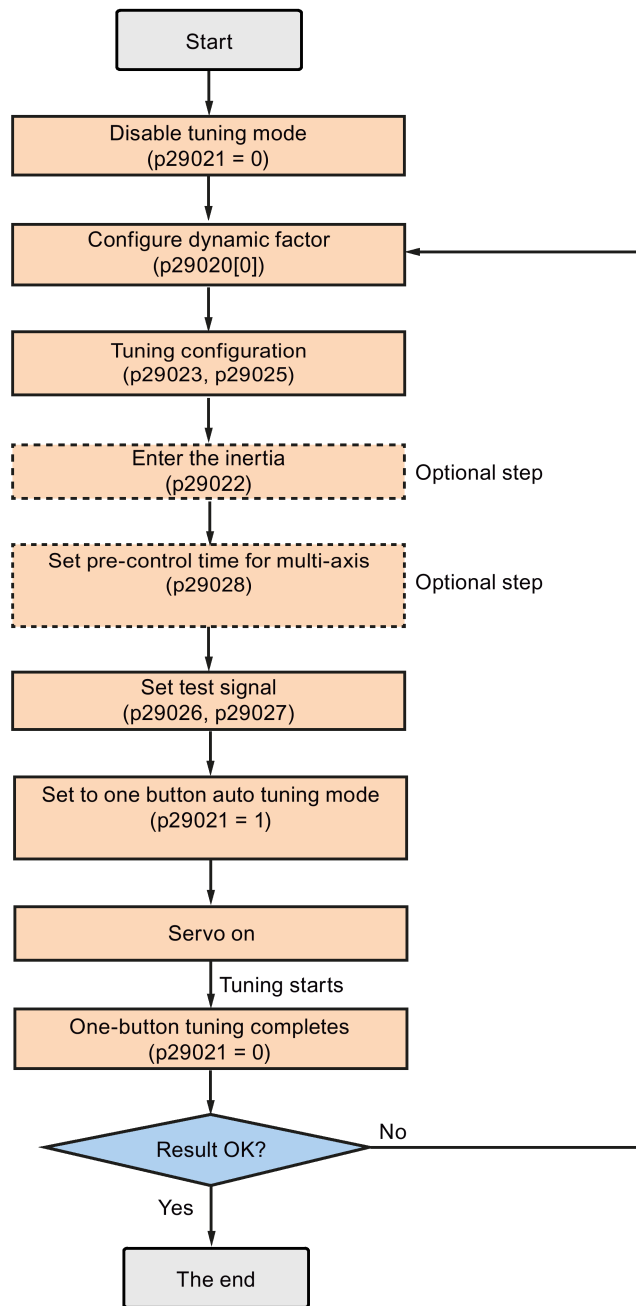 Start
Disable tuning mode
(p29021 = 0)
Configure dynamic factor
(p29020[0])
Tuning configuration
(p29023, p29025)
Enter the inertia
(p29022)
Optional step
Set pre-control time for multi-axis
(p29028)
Optional step
Set test signal
(p29026, p29027)
Set to one button auto tuning mode
(p29021 = 1)
Servo on
Tuning starts
One-button tuning completes
(p29021 = 0)
Result OK?
No
Yes
The end